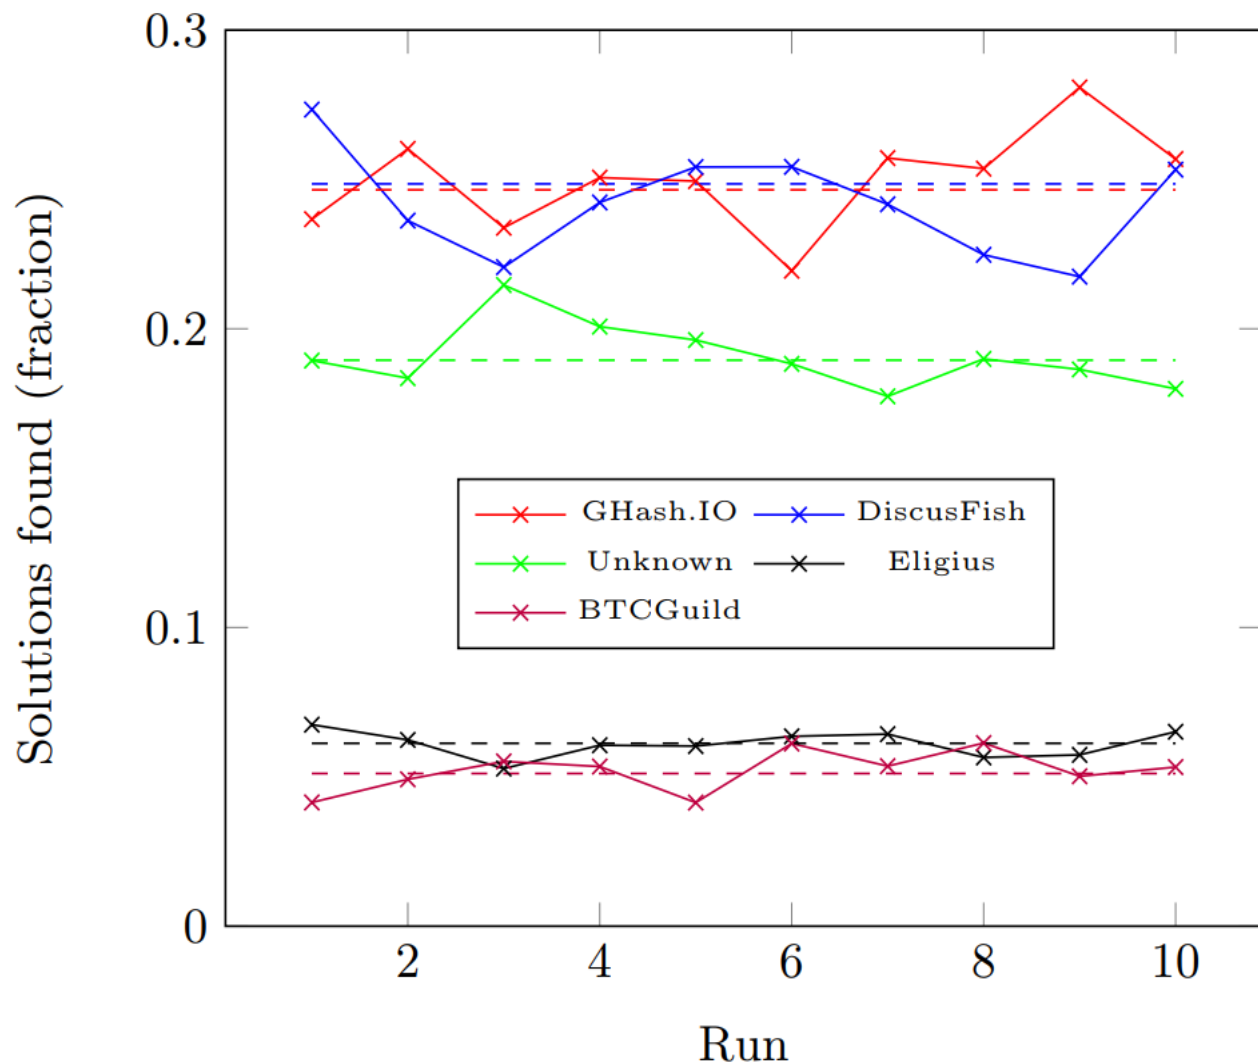 0.3
0.2
0.1
0
Solutions found (fraction)
GHash.IO DiscusFish
Unknown Eligius
BTCGuild
2 4 6 8 10
Run